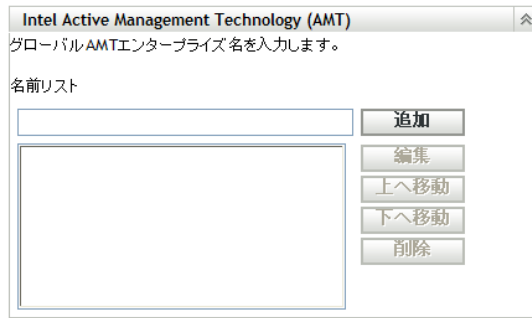 Intel Active Management Technology (AMT)
グローバルAMTエンタープライズ名を入力します。
名前リスト
追加
編集
上へ移動
下へ移動
削除